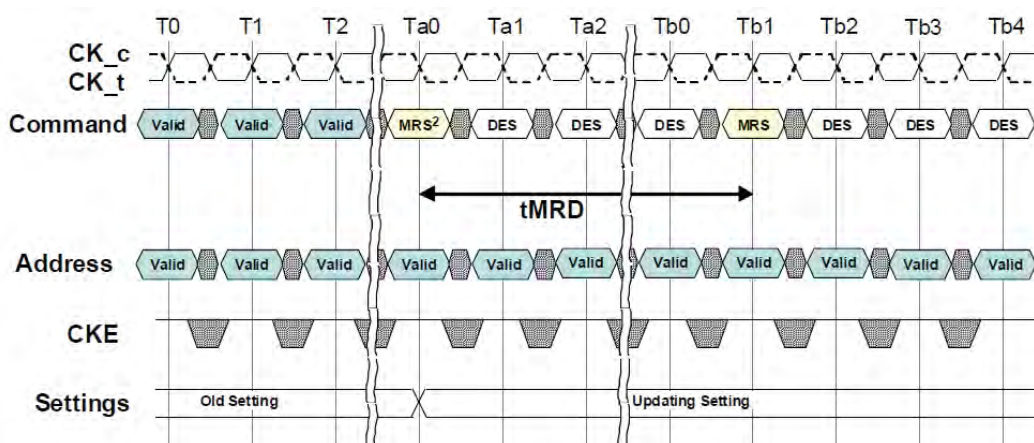 T0 T1 T2 Ta0 Ta1 Ta2 Tb0 Tb1 Tb2 Tb3 Tb4
CK_c
CK_t
Command Valid Valid Valid MRS² DES DES DES MRS DES DES DES
tMRD
Address Valid Valid Valid Valid Valid Valid Valid Valid Valid Valid Valid
CKE
Settings Old Setting Updating Setting